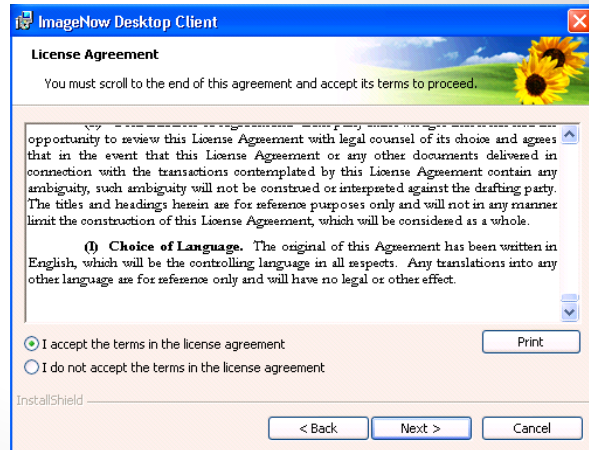 ImageNow Desktop Client
License Agreement
You must scroll to the end of this agreement and accept its terms to proceed.
opportunity to review this License Agreement with legal counsel of its choice and agrees
that in the event that this License Agreement or any other documents delivered in
connection with the transactions contemplated by this License Agreement contain any
ambiguity, such ambiguity will not be construed or interpreted against the drafting party.
The titles and headings herein are for reference purposes only and will not in any manner
limit the construction of this License Agreement, which will be considered as a whole.
(I) Choice of Language. The original of this Agreement has been written in
English, which will be the controlling language in all respects. Any translations into any
other language are for reference only and will have no legal or other effect.
I accept the terms in the license agreement
Print
I do not accept the terms in the license agreement
InstallShield
< Back
Next >
Cancel